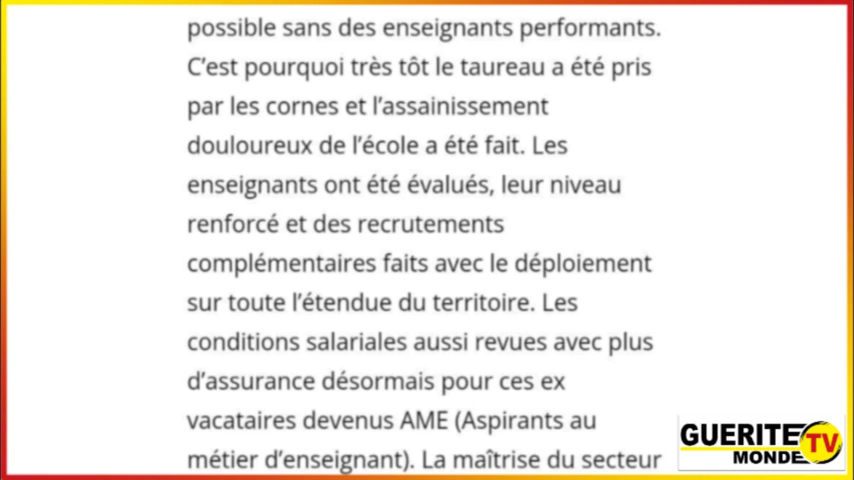 possible sans des enseignants performants.
C’est pourquoi très tôt le taureau a été pris
par les cornes et l’assainissement
douloureux de l’école a été fait. Les
enseignants ont été évalués, leur niveau
renforcé et des recrutements
complémentaires faits avec le déploiement
sur toute l’étendue du territoire. Les
conditions salariales aussi revues avec plus
d’assurance désormais pour ces ex
vacataires devenus AME (Aspirants au
métier d’enseignant). La maîtrise du secteur
GUERITE TV
MONDE